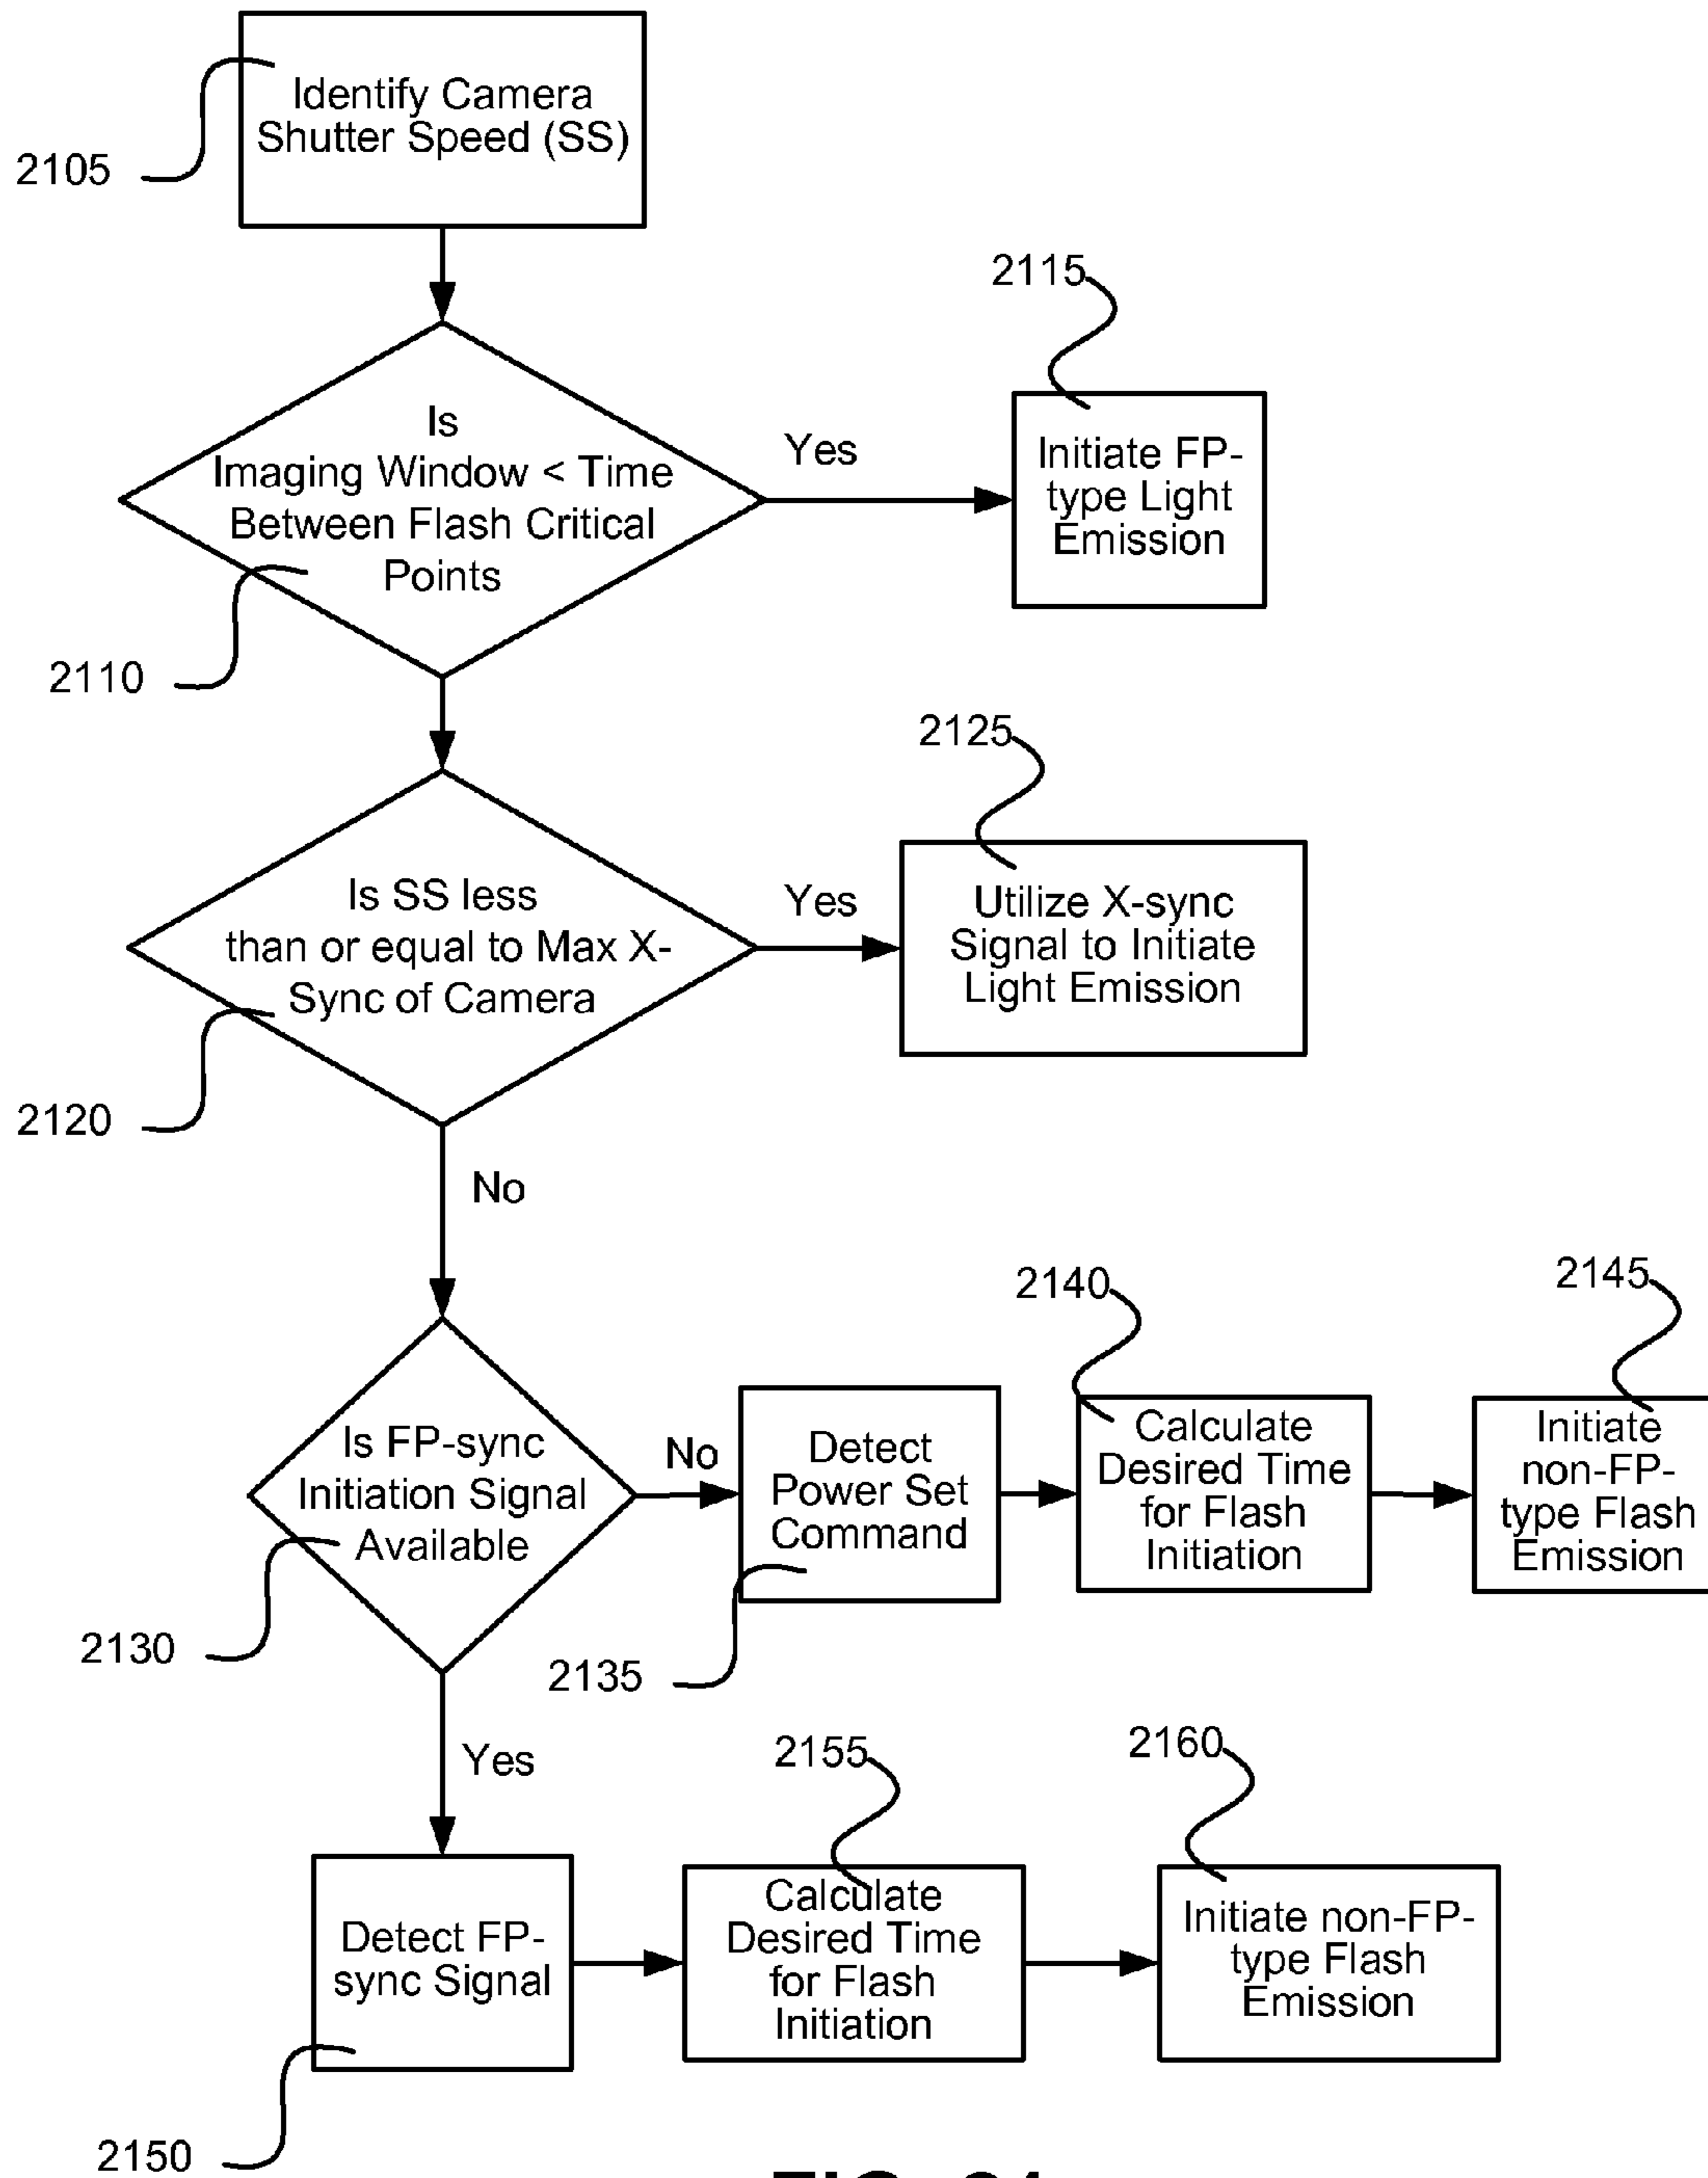 Identify Camera
Shutter Speed (SS)
2105
2115
Is
Imaging Window < Time
Between Flash Critical
Points
Yes
Initiate FP-
type Light
Emission
2110
2125
Is SS less
than or equal to Max X-
Sync of Camera
Yes
Utilize X-sync
Signal to Initiate
Light Emission
2120
No
2140
2145
Is FP-sync
Initiation Signal
Available
No
Detect
Power Set
Command
Calculate
Desired Time
for Flash
Initiation
Initiate
non-FP-
type Flash
Emission
2130
2135
Yes
2155
2160
Detect FP-
sync Signal
Calculate
Desired Time
for Flash
Initiation
Initiate non-FP-
type Flash
Emission
2150